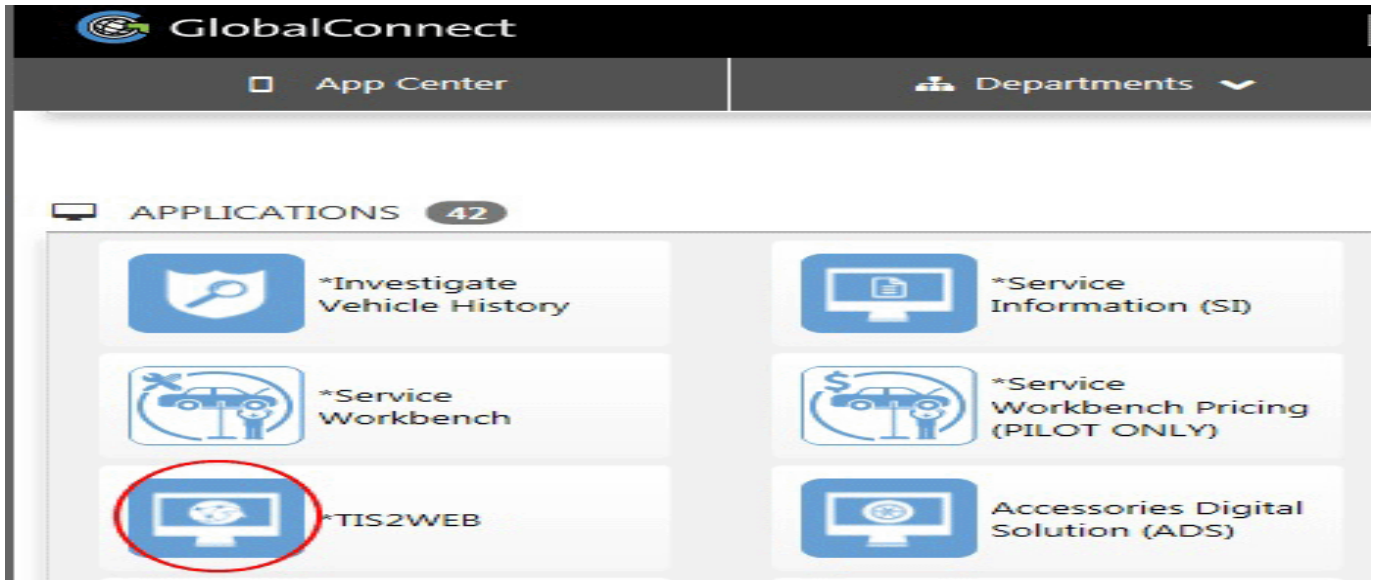 GlobalConnect
App Center
Departments
APPLICATIONS 42
*Investigate
Vehicle History
*Service
Information (SI)
*Service
Workbench
*Service
Workbench Pricing
(PILOT ONLY)
*TIS2WEB
Accessories Digital
Solution (ADS)